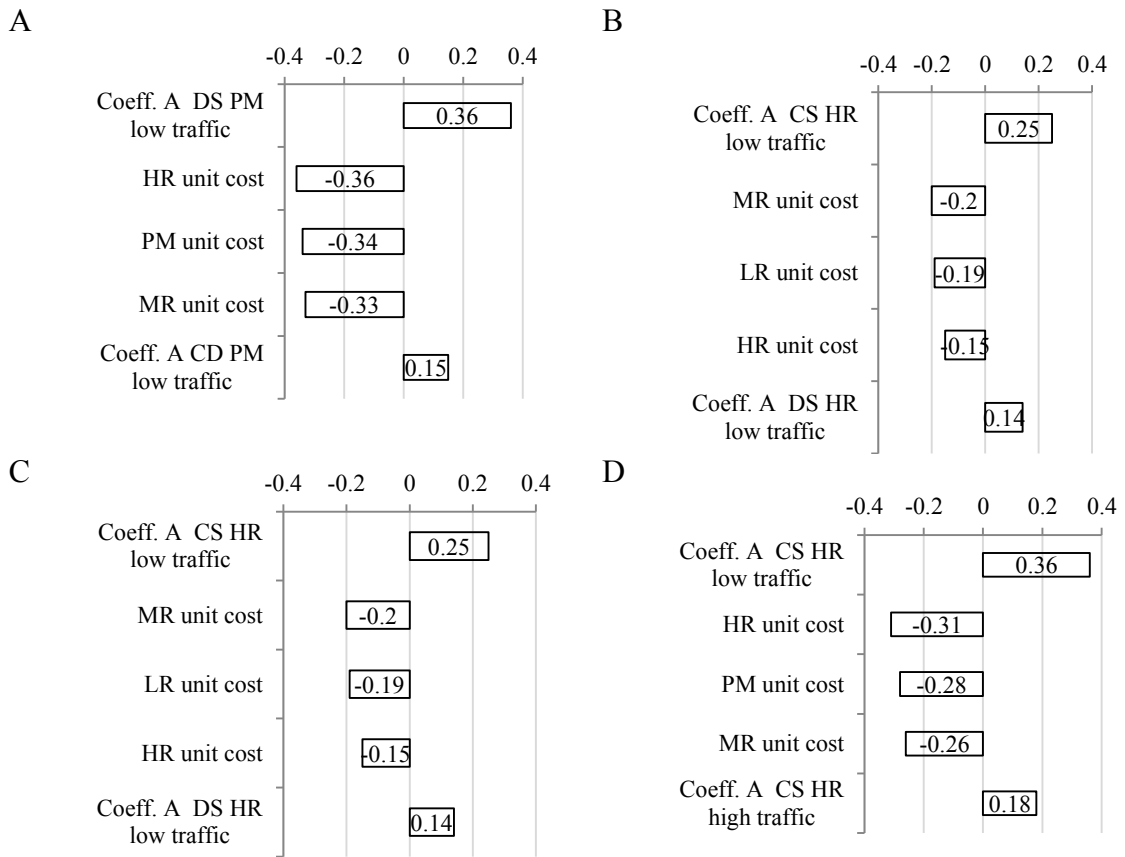 A
-0.4 -0.2 0 0.2 0.4
Coeff. A DS PM
low traffic
0.36
HR unit cost
-0.36
PM unit cost
-0.34
MR unit cost
-0.33
Coeff. A CD PM
low traffic
0.15
B
-0.4 -0.2 0 0.2 0.4
Coeff. A CS HR
low traffic
0.25
MR unit cost
-0.2
LR unit cost
-0.19
HR unit cost
-0.15
Coeff. A DS HR
low traffic
0.14
C
-0.4 -0.2 0 0.2 0.4
Coeff. A CS HR
low traffic
0.25
MR unit cost
-0.2
LR unit cost
-0.19
HR unit cost
-0.15
Coeff. A DS HR
low traffic
0.14
D
-0.4 -0.2 0 0.2 0.4
Coeff. A CS HR
low traffic
0.36
HR unit cost
-0.31
PM unit cost
-0.28
MR unit cost
-0.26
Coeff. A CS HR
high traffic
0.18